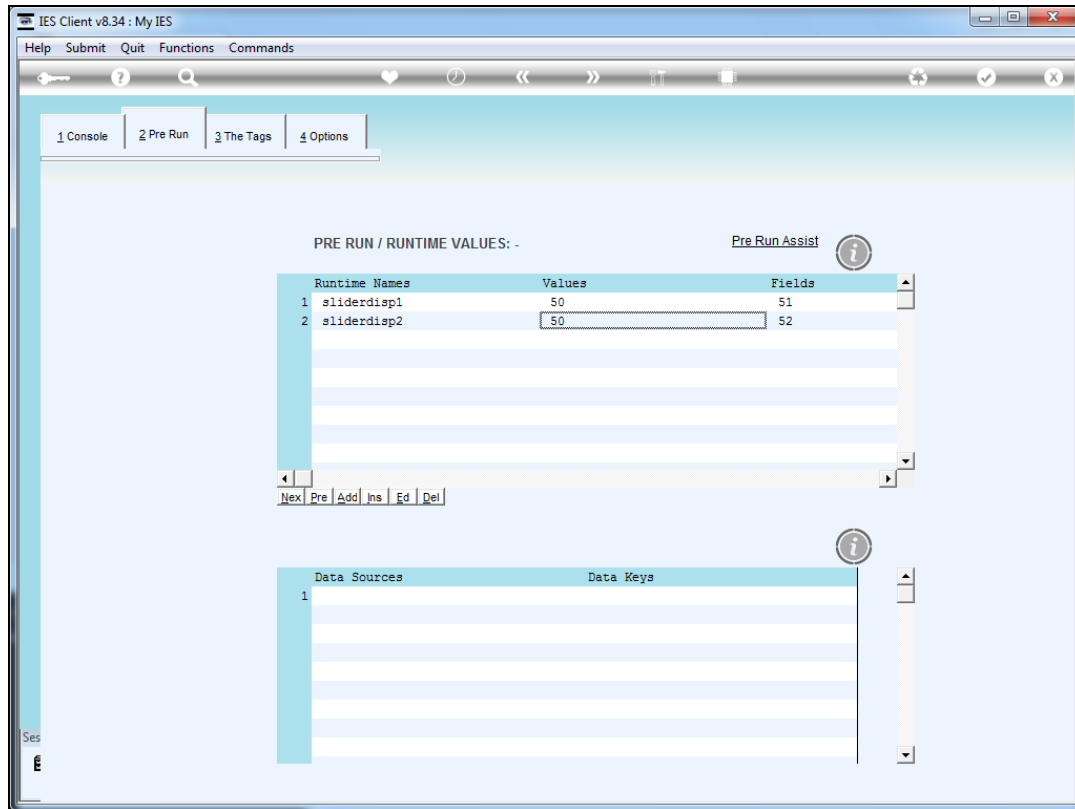 IES Client v8.34 : My IES
Help Submit Quit Functions Commands
1 Console 2 Pre Run 3 The Tags 4 Options
PRE RUN / RUNTIME VALUES: - Pre Run Assist
Runtime Names Values Fields
1 sliderdisp1 50 51
2 sliderdisp2 50 52
Nex Pre Add Ins Ed Del
Data Sources Data Keys
1
Ses